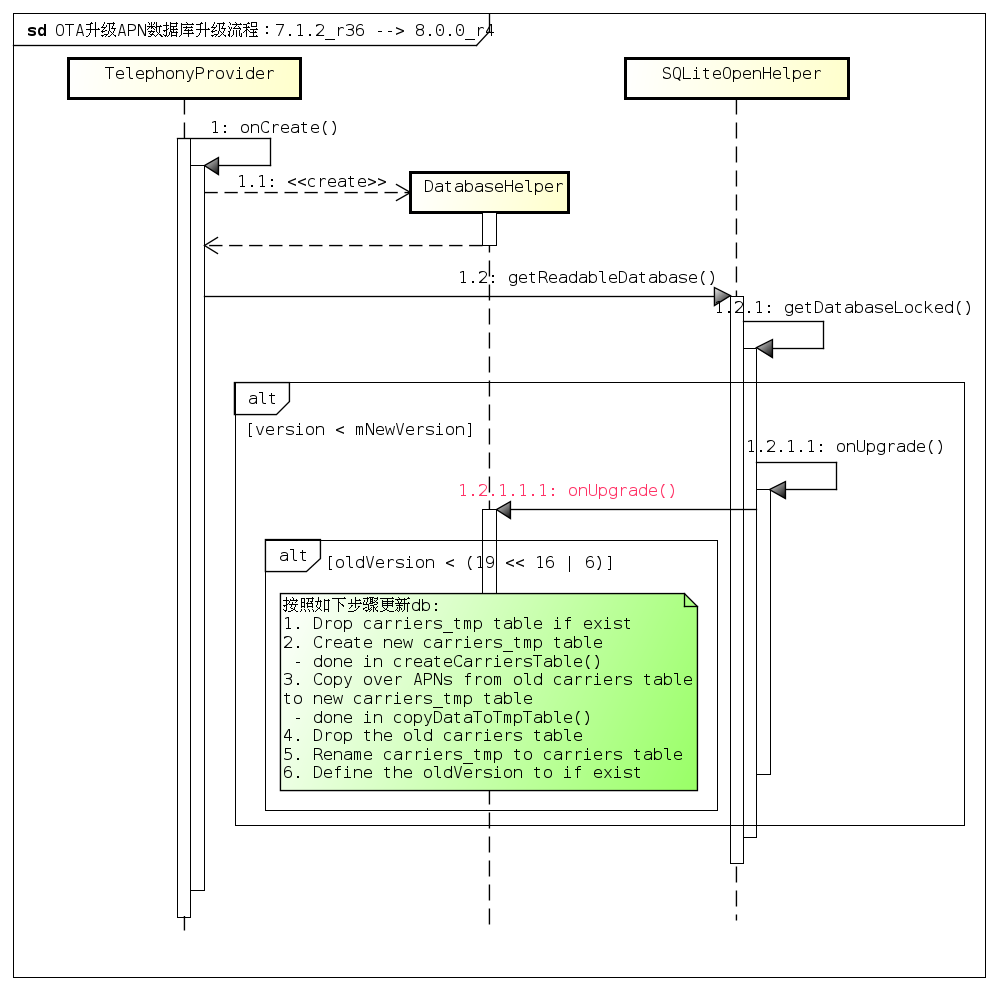 sd OTA升级APN数据库升级流程：7.1.2_r36 --> 8.0.0_r4
TelephonyProvider
SQLiteOpenHelper
1: onCreate()
1.1: <<create>>
DatabaseHelper
1.2: getReadableDatabase()
1.2.1: getDatabaseLocked()
alt
[version < mNewVersion]
1.2.1.1: onUpgrade()
1.2.1.1.1: onUpgrade()
alt
[oldVersion < (19 << 16 | 6)]
按照如下步骤更新db:
1. Drop carriers_tmp table if exist
2. Create new carriers_tmp table
- done in createCarriersTable()
3. Copy over APNs from old carriers table
to new carriers_tmp table
- done in copyDataToTmpTable()
4. Drop the old carriers table
5. Rename carriers_tmp to carriers table
6. Define the oldVersion to if exist